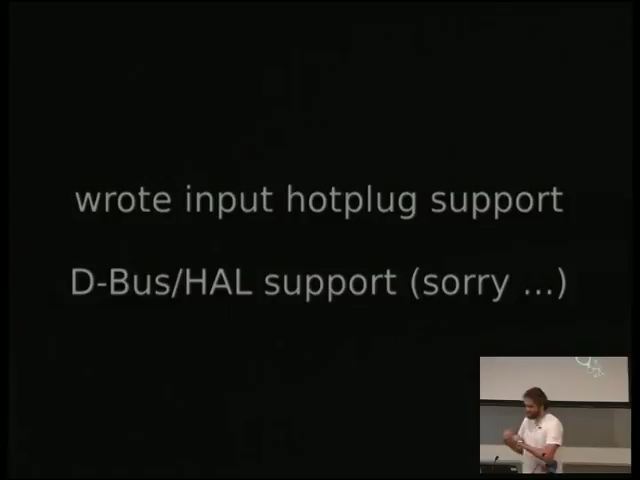 wrote input hotplug support
D-Bus/HAL support (sorry ...)